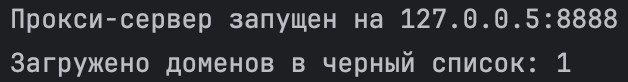 Прокси-сервер запущен на 127.0.0.5:8888
Загружено доменов в черный список: 1